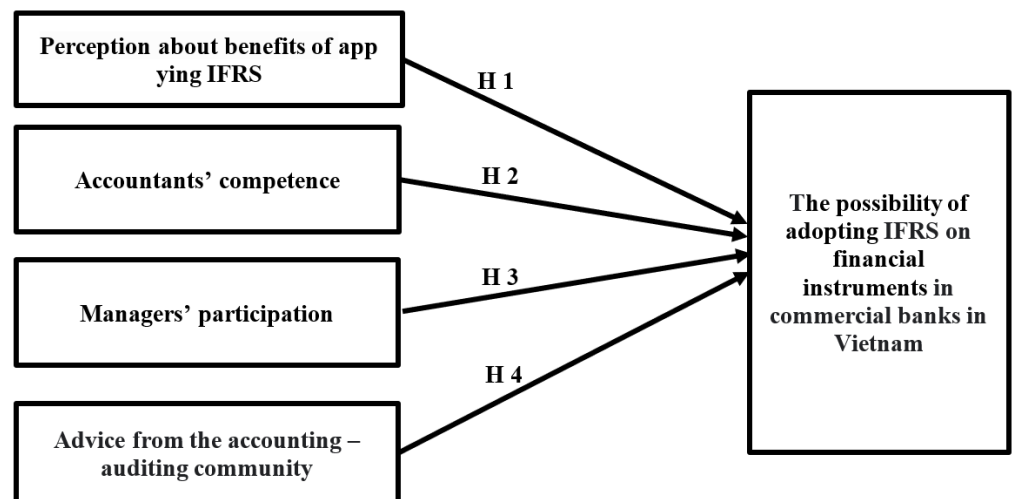 Perception about benefits of app
ying IFRS
H 1
Accountants’ competence
H 2
Managers’ participation
H 3
Advice from the accounting –
auditing community
H 4
The possibility of
adopting IFRS on
financial
instruments in
commercial banks in
Vietnam